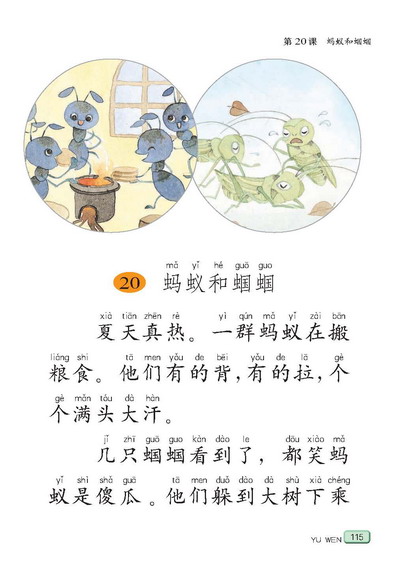 第20课 蚂蚁和蝈蝈
mǎ yǐ hé guō guo
20 蚂蚁和蝈蝈
xià tiān zhēn rè yì qún mǎ yǐ zài bān
夏天真热。一群蚂蚁在搬
liáng shi tā men yǒu de bēi yǒu de lā gè
粮食。他们有的背，有的拉，个
gè mǎn tóu dà hàn
个满头大汗。
jǐ zhī guō guo kàn dào le dōu xiào mǎ
几只蝈蝈看到了，都笑蚂
yǐ shì shǎ guā tā men duǒ dào dà shù xià chéng
蚁是傻瓜。他们躲到大树下乘
YU WEN 115